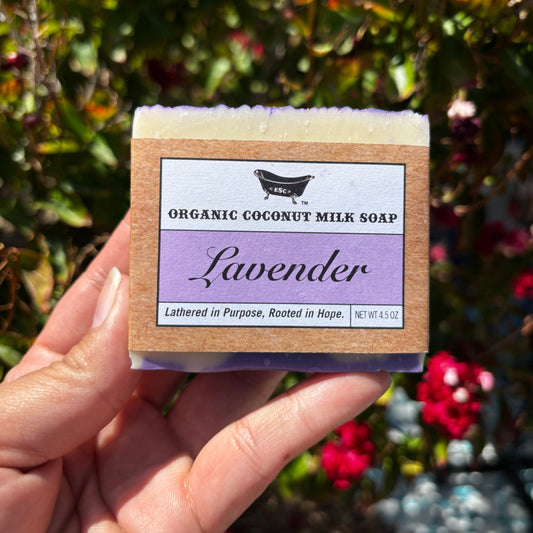 ESC
TM
ORGANIC COCONUT MILK SOAP
Lavender
Lathered in Purpose, Rooted in Hope.
NET WT 4.5 OZ